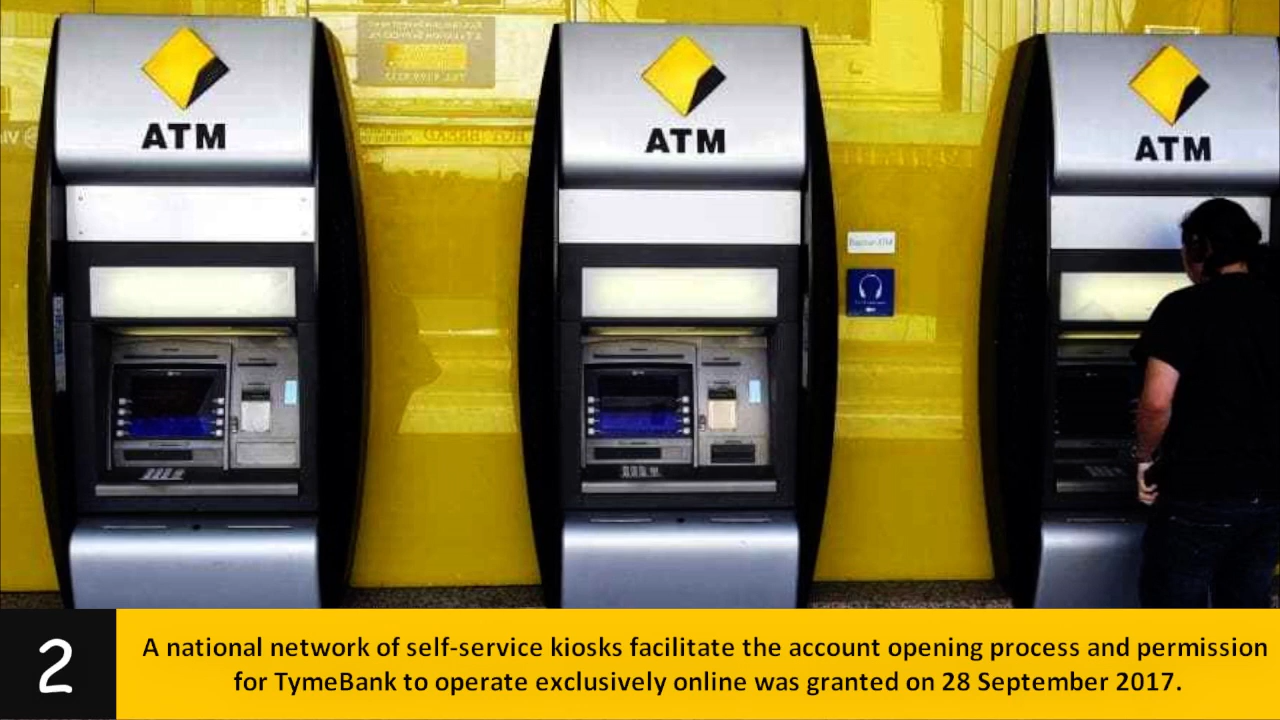 ATM
ATM
ATM
2
A national network of self-service kiosks facilitate the account opening process and permission
for TymeBank to operate exclusively online was granted on 28 September 2017.